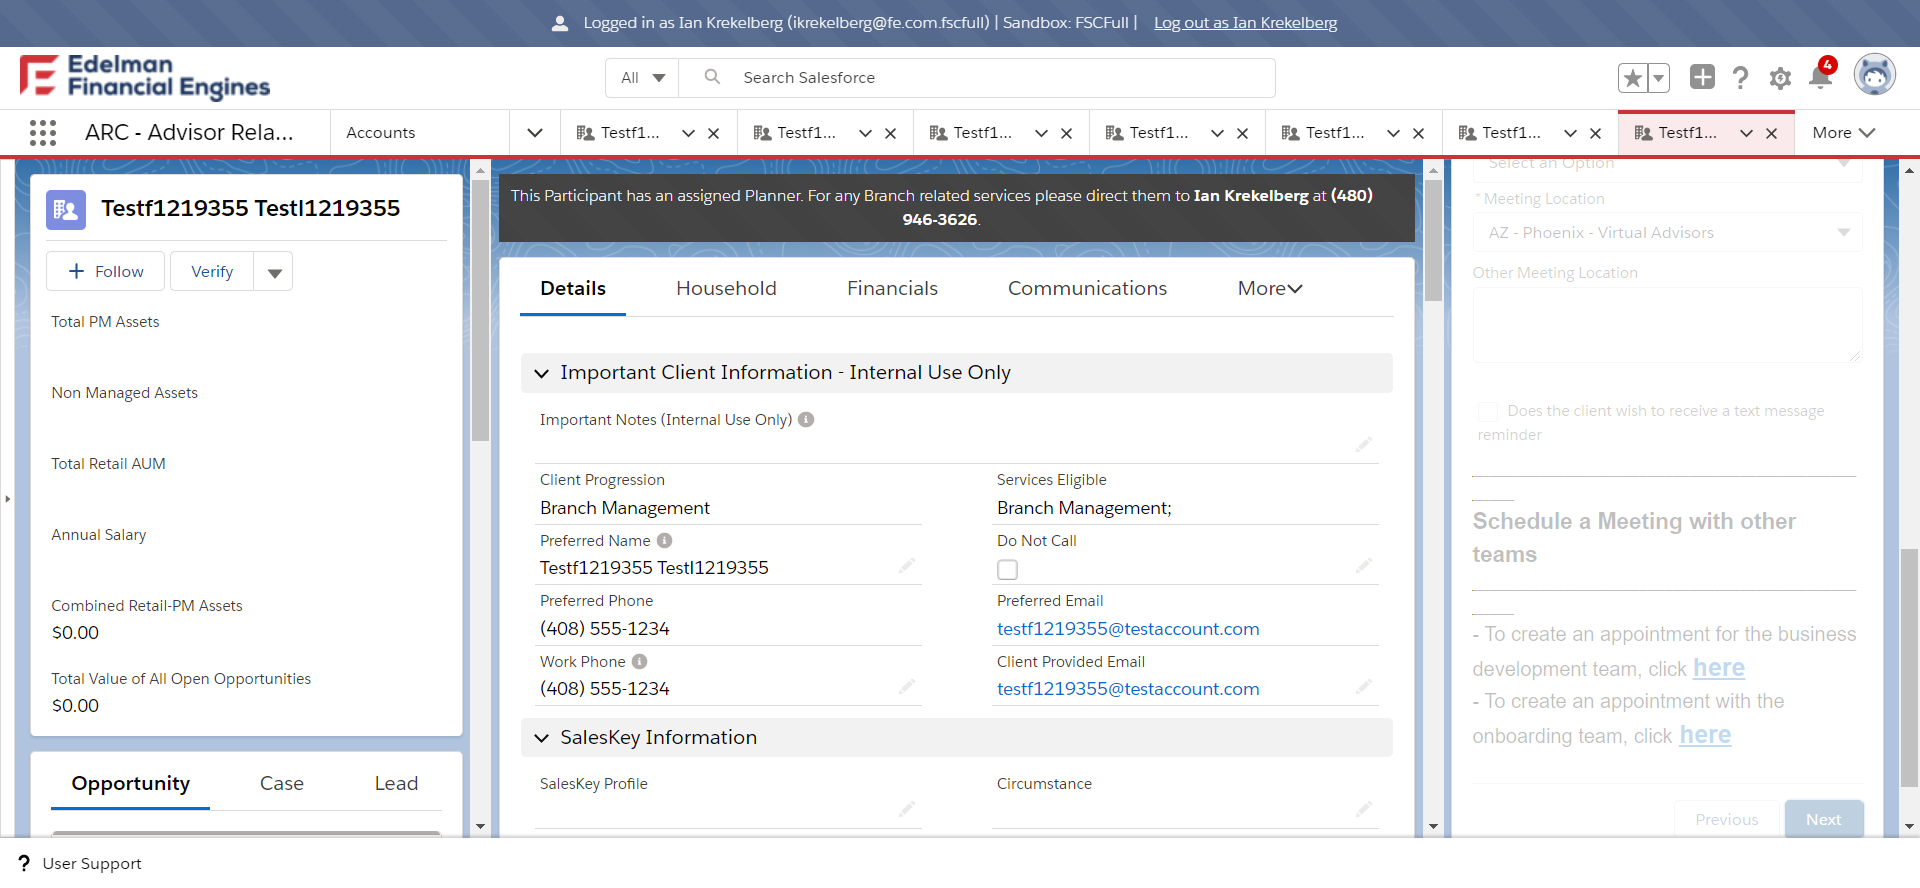 Logged in as Ian Krekelberg (ikrekelberg@fe.com.fscfull) | Sandbox: FSCFull | Log out as Ian Krekelberg
Edelman
Financial Engines
All
Search Salesforce
4
ARC - Advisor Rela...
Accounts
Testf1...
Testf1...
Testf1...
Testf1...
Testf1...
Testf1...
Testf1...
More
Testf1219355 Testl1219355
Follow
Verify
Total PM Assets
Non Managed Assets
Total Retail AUM
Annual Salary
Combined Retail-PM Assets
$0.00
Total Value of All Open Opportunities
$0.00
Opportunity
Case
Lead
This Participant has an assigned Planner. For any Branch related services please direct them to Ian Krekelberg at (480)
946-3626.
Details
Household
Financials
Communications
More
Important Client Information - Internal Use Only
Important Notes (Internal Use Only)
Client Progression
Branch Management
Services Eligible
Branch Management;
Preferred Name
Testf1219355 Testl1219355
Do Not Call
Preferred Phone
(408) 555-1234
Preferred Email
testf1219355@testaccount.com
Work Phone
(408) 555-1234
Client Provided Email
testf1219355@testaccount.com
SalesKey Information
SalesKey Profile
Circumstance
Select an Option
* Meeting Location
AZ - Phoenix - Virtual Advisors
Other Meeting Location
Does the client wish to receive a text message
reminder
Schedule a Meeting with other
teams
- To create an appointment for the business
development team, click here
- To create an appointment with the
onboarding team, click here
Previous
Next
? User Support